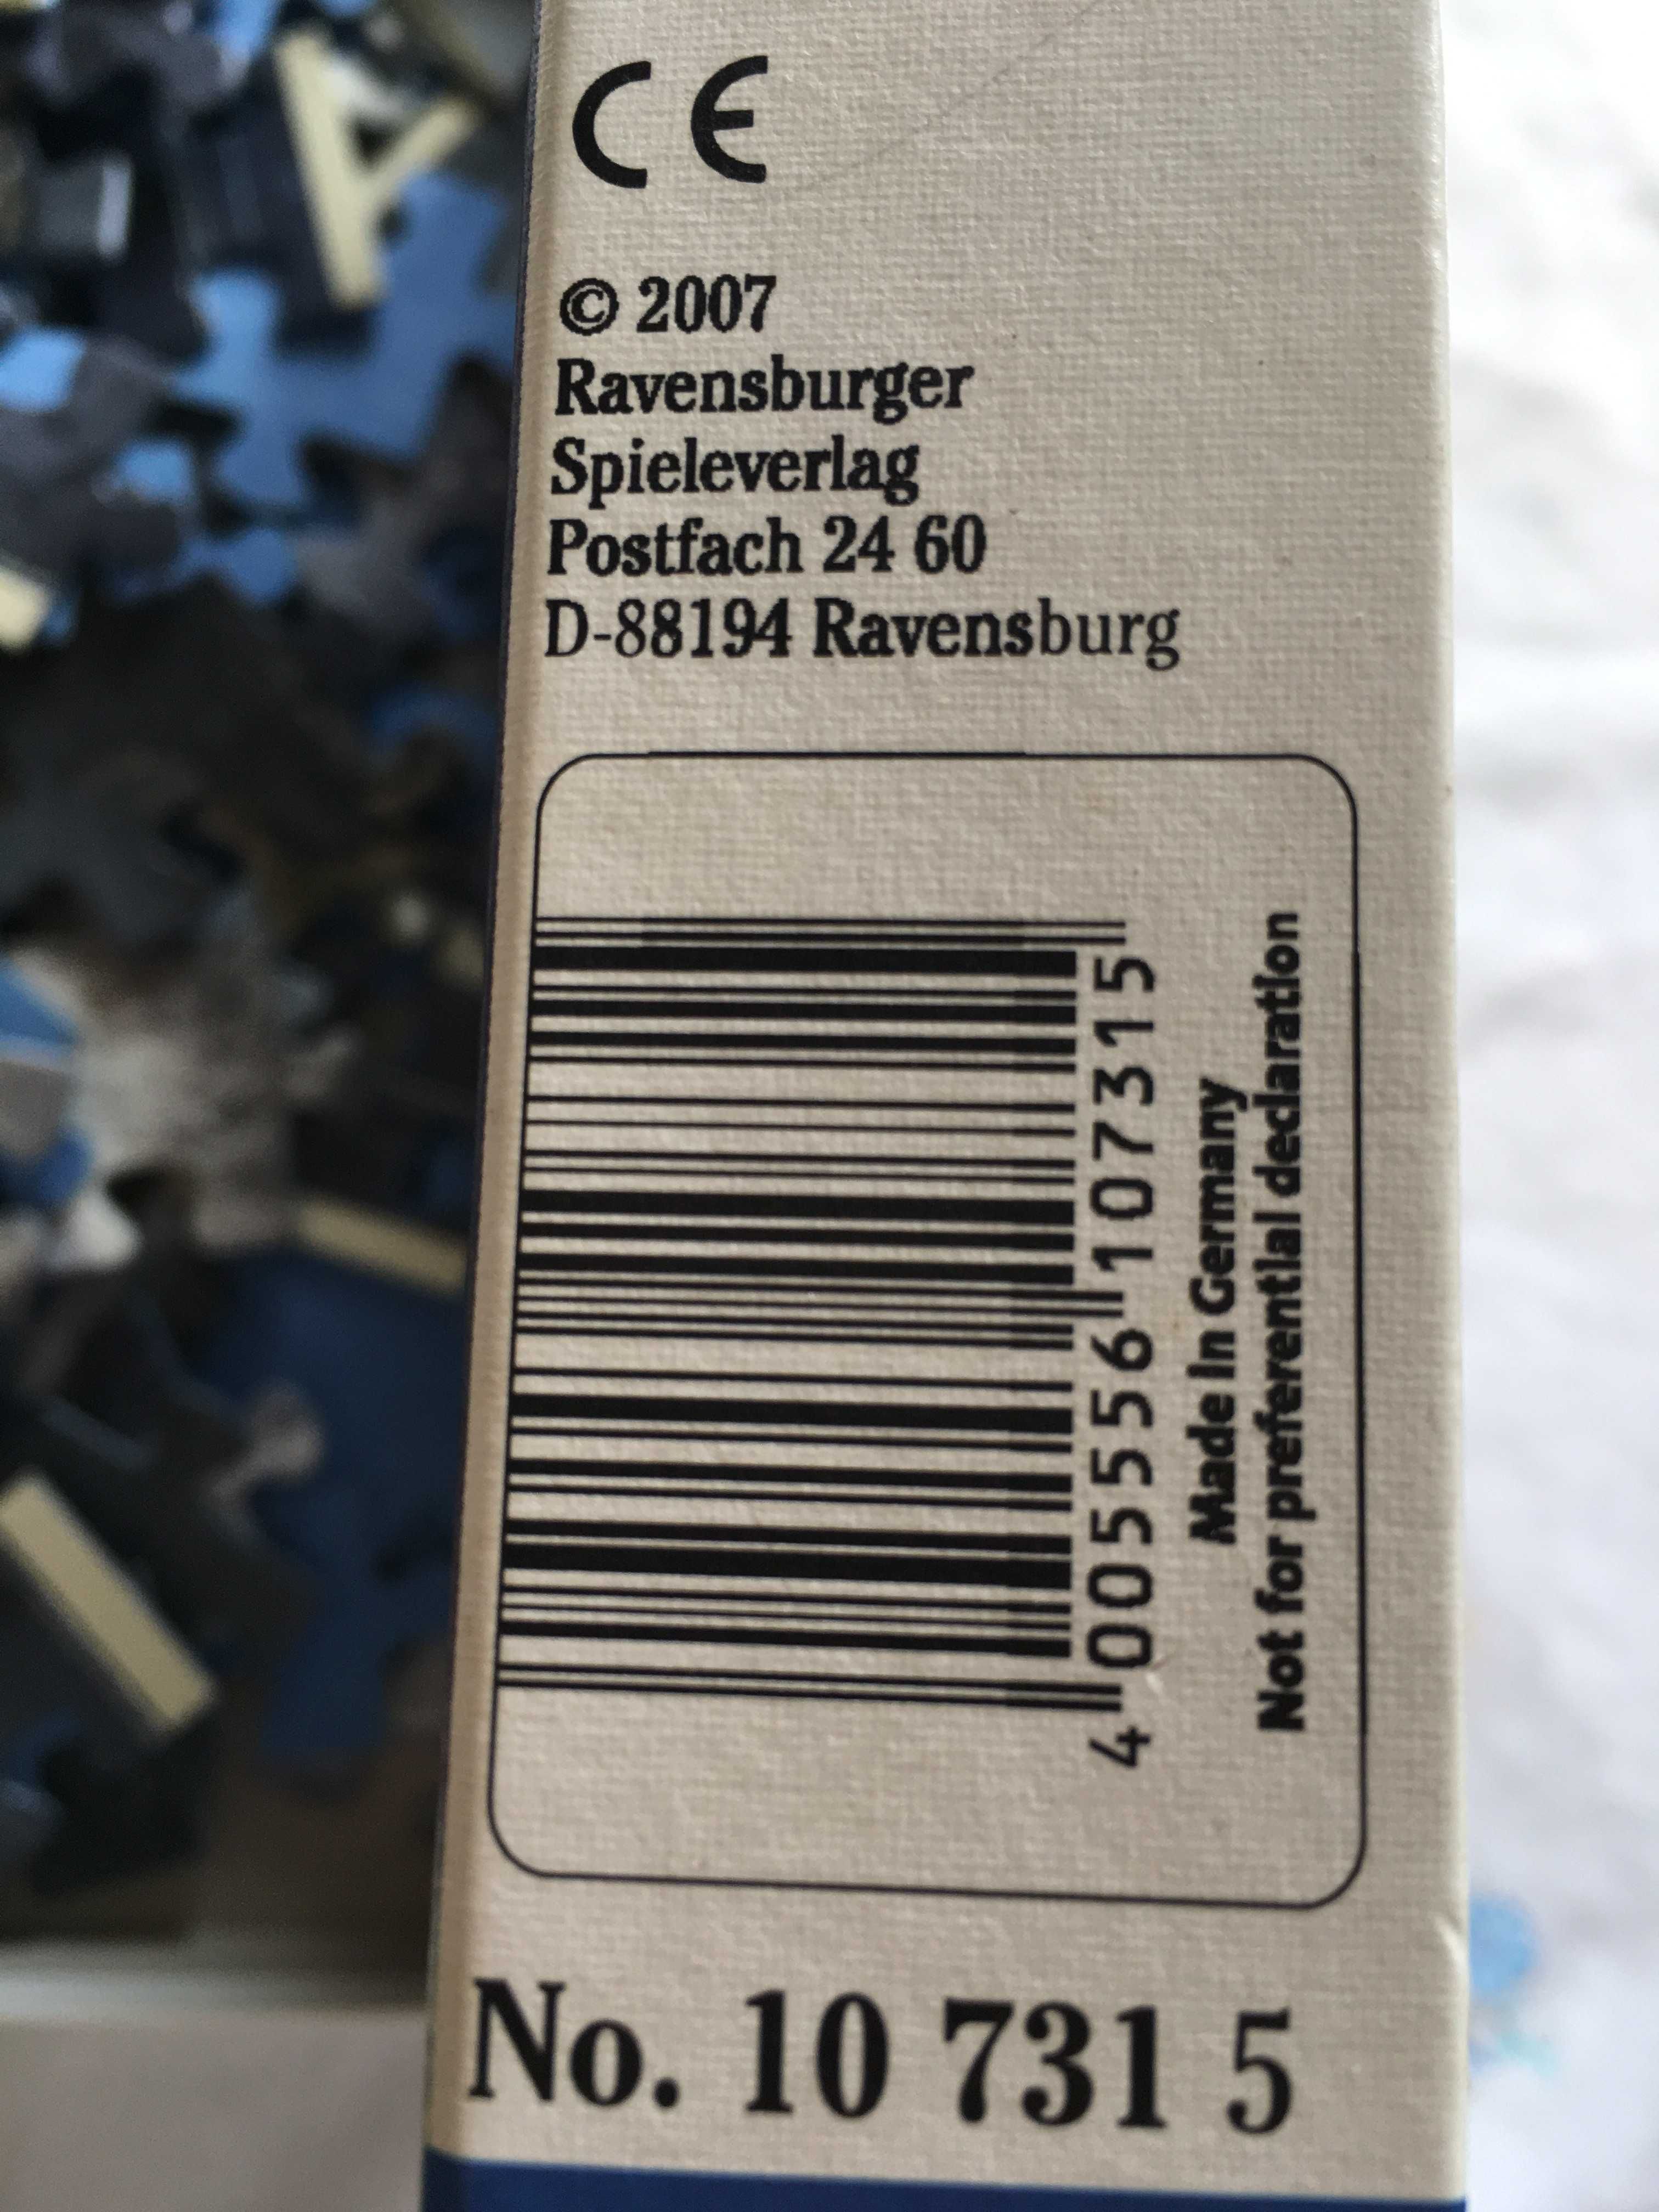 CE
© 2007
Ravensburger
Spieleverlag
Postfach 24 60
D-88194 Ravensburg
4 005556 107315
Made in Germany
Not for preferential declaration
No. 10 731 5